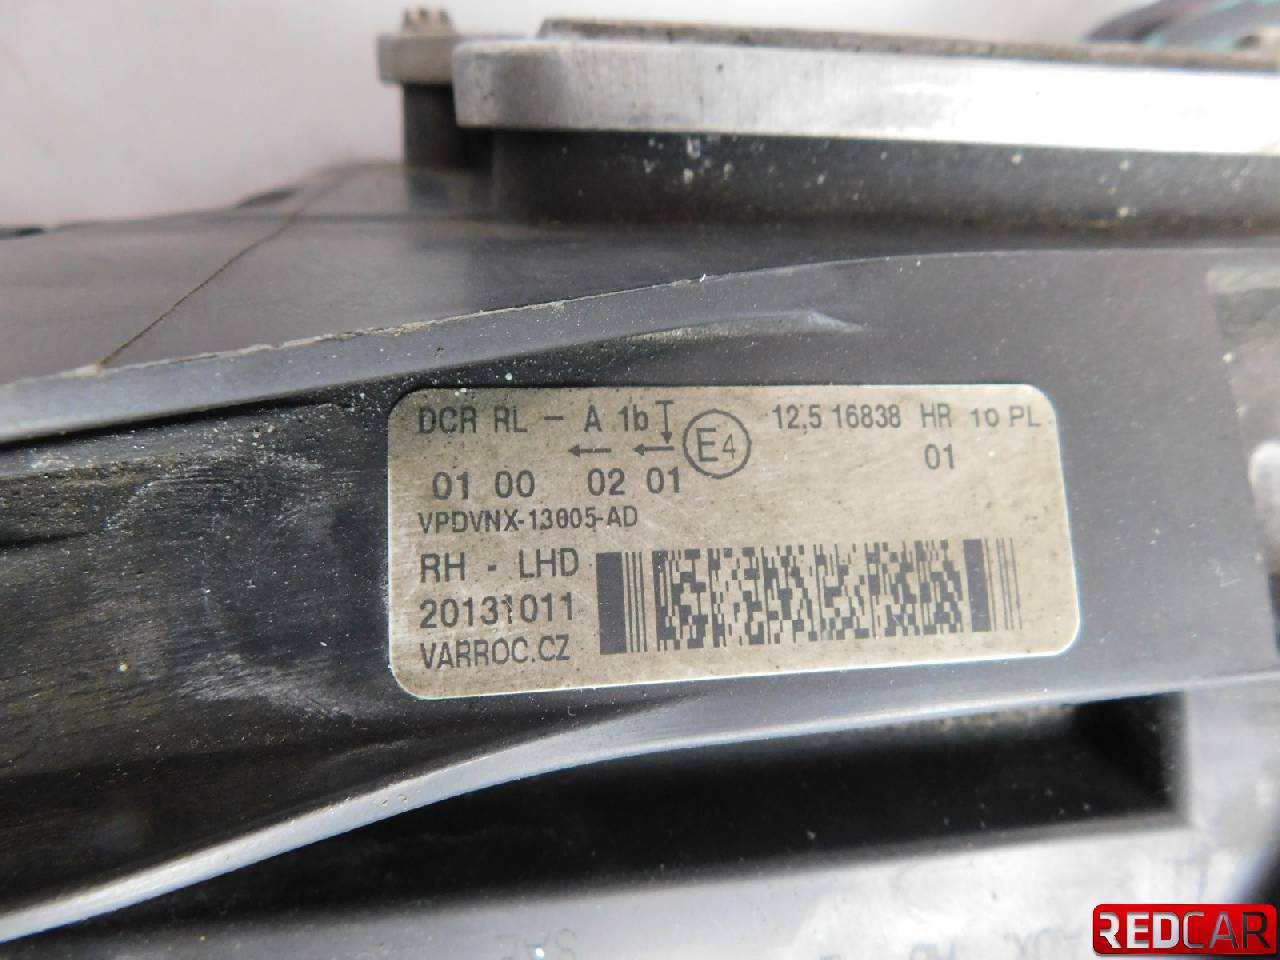 DCR RL - A 1b
E4
12,5 16838 HR 10 PL
← ←
01 00 02 01
01
VPDVNX-13005-AD
RH - LHD
20131011
VARROC.CZ
REDCAR